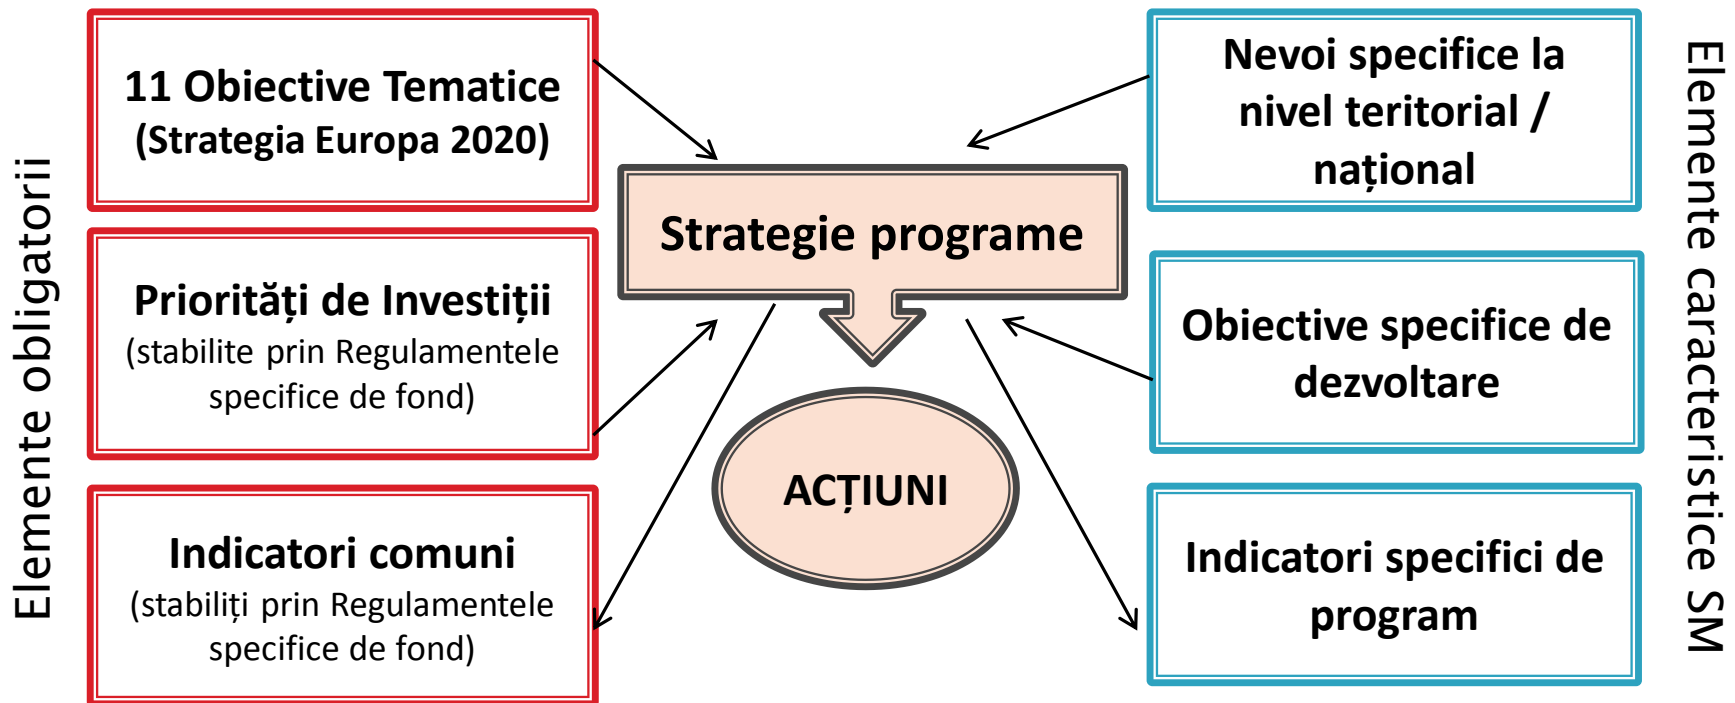 Elemente obligatorii
11 Obiective Tematice
(Strategia Europa 2020)
Priorități de Investiții
(stabilite prin Regulamentele
specifice de fond)
Indicatori comuni
(stabiliți prin Regulamentele
specifice de fond)
Strategie programe
ACȚIUNI
Nevoi specifice la
nivel teritorial /
național
Obiective specifice de
dezvoltare
Indicatori specifici de
program
Elemente caracteristice SM